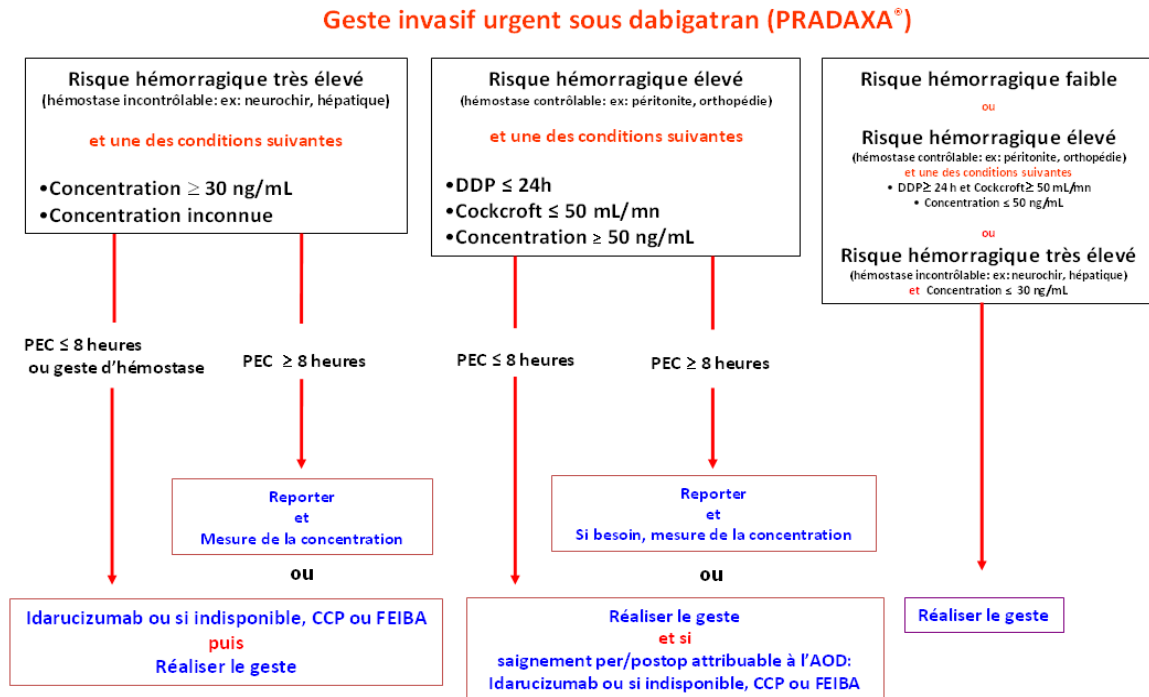 Geste invasif urgent sous dabigatran (PRADAXA®)
Risque hémorragique très élevé
(hémostase incontrôlable: ex: neurochir, hépatique)
et une des conditions suivantes
•Concentration ≥ 30 ng/mL
•Concentration inconnue
Risque hémorragique élevé
(hémostase contrôlable: ex: péritonite, orthopédie)
et une des conditions suivantes
•DDP ≤ 24h
•Cockcroft ≤ 50 mL/mn
•Concentration ≥ 50 ng/mL
Risque hémorragique faible
ou
Risque hémorragique élevé
(hémostase contrôlable: ex: péritonite, orthopédie)
et une des conditions suivantes
• DDP≥ 24 h et Cockcroft≥ 50 mL/mn
• Concentration ≤ 50 ng/mL
ou
Risque hémorragique très élevé
(hémostase incontrôlable: ex: neurochir, hépatique)
et Concentration ≤ 30 ng/mL
PEC ≤ 8 heures
ou geste d'hémostase
PEC ≥ 8 heures
PEC ≤ 8 heures
PEC ≥ 8 heures
Reporter
et
Mesure de la concentration
ou
Idarucizumab ou si indisponible, CCP ou FEIBA
puis
Réaliser le geste
Reporter
et
Si besoin, mesure de la concentration
ou
Réaliser le geste
et si
saignement per/postop attribuable à l'AOD:
Idarucizumab ou si indisponible, CCP ou FEIBA
Réaliser le geste